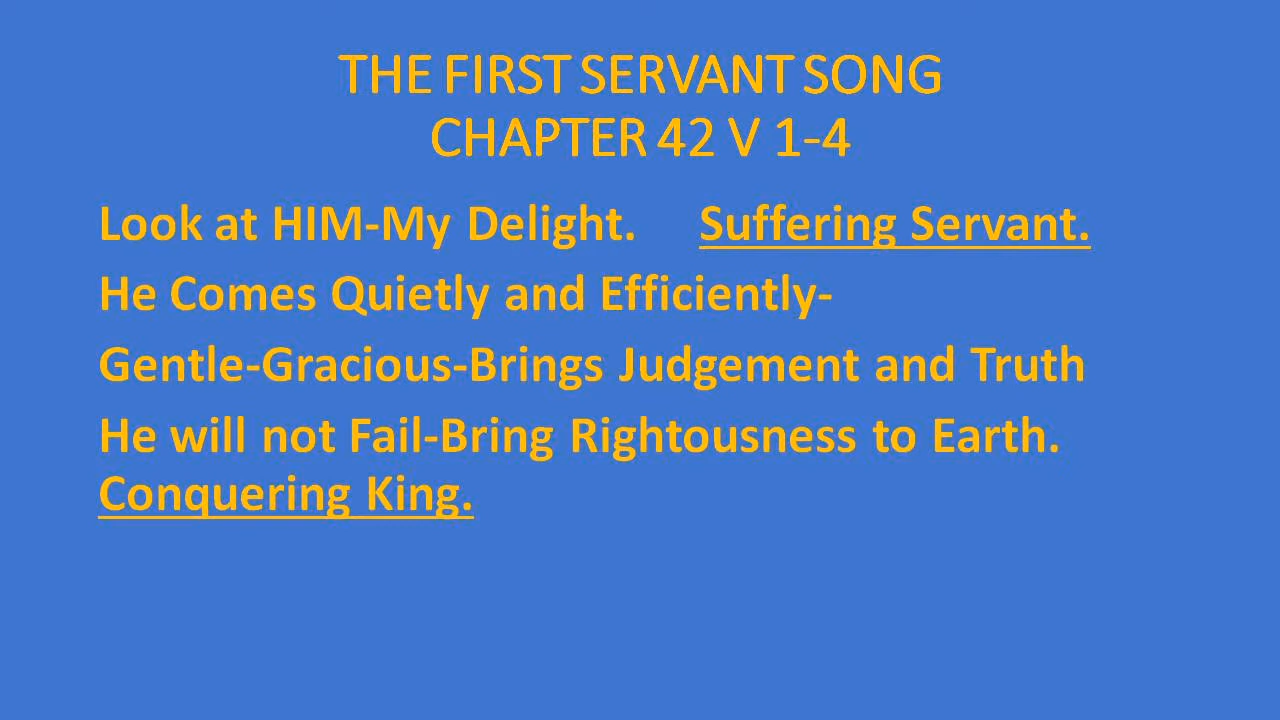 THE FIRST SERVANT SONG
CHAPTER 42 V 1-4
Look at HIM-My Delight. Suffering Servant.
He Comes Quietly and Efficiently-
Gentle-Gracious-Brings Judgement and Truth
He will not Fail-Bring Rightousness to Earth.
Conquering King.